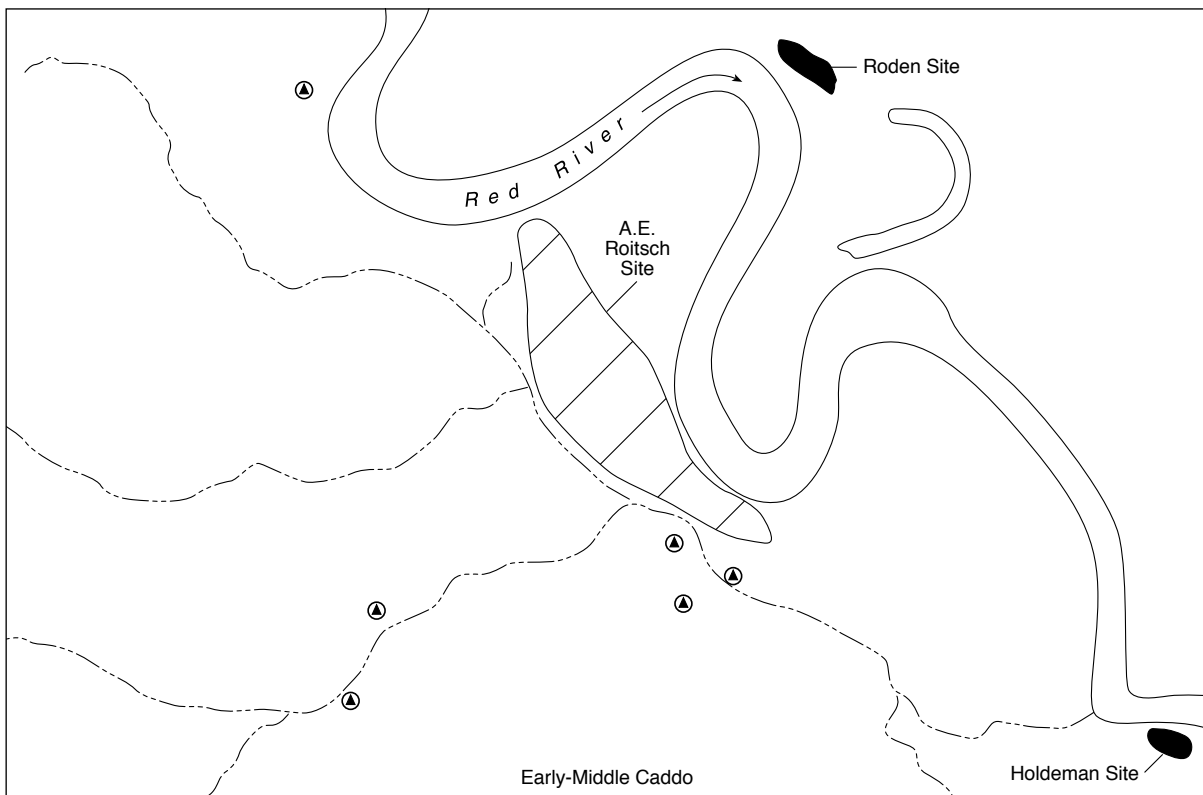 Roden Site
Red River
A.E.
Roitsch
Site
Early-Middle Caddo
Holdeman Site